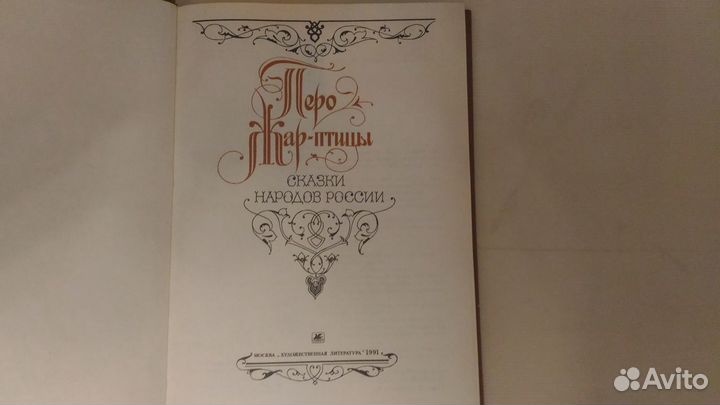 Перо
Жар-птицы
СКАЗКИ
НАРОДОВ РОССИИ
МОСКВА „ХУДОЖЕСТВЕННАЯ ЛИТЕРАТУРА“ 1991
Avito